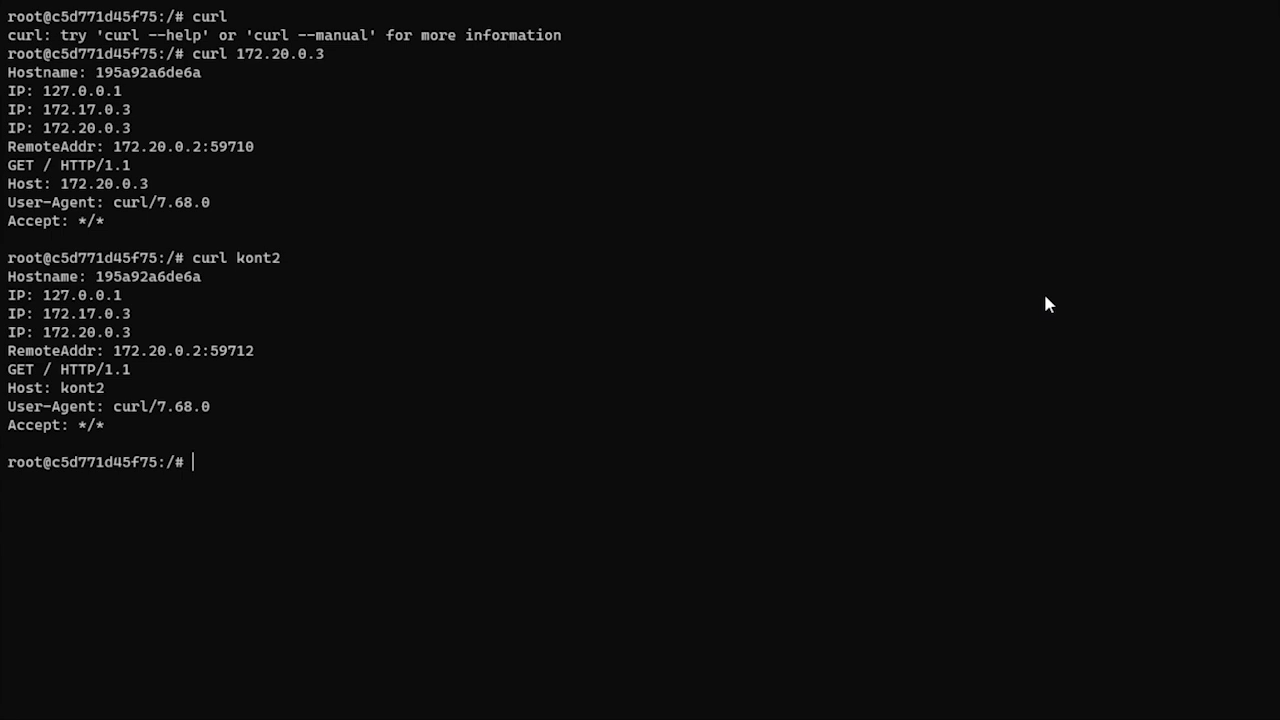 root@c5d771d45f75:/# curl
curl: try 'curl --help' or 'curl --manual' for more information
root@c5d771d45f75:/# curl 172.20.0.3
Hostname: 195a92a6de6a
IP: 127.0.0.1
IP: 172.17.0.3
IP: 172.20.0.3
RemoteAddr: 172.20.0.2:59710
GET / HTTP/1.1
Host: 172.20.0.3
User-Agent: curl/7.68.0
Accept: */*
root@c5d771d45f75:/# curl kont2
Hostname: 195a92a6de6a
IP: 127.0.0.1
IP: 172.17.0.3
IP: 172.20.0.3
RemoteAddr: 172.20.0.2:59712
GET / HTTP/1.1
Host: kont2
User-Agent: curl/7.68.0
Accept: */*
root@c5d771d45f75:/#